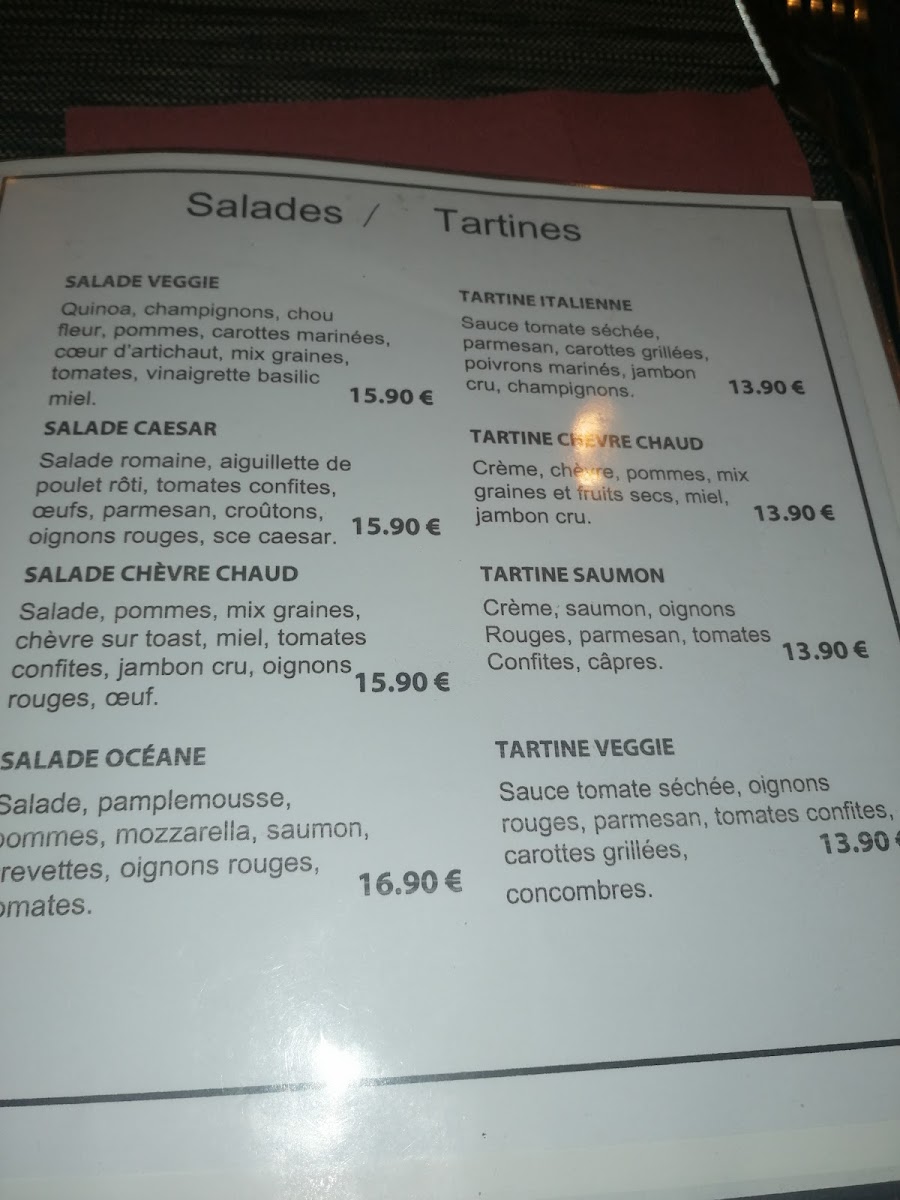 Salades / Tartines
SALADE VEGGIE
Quinoa, champignons, chou
fleur, pommes, carottes marinées,
cœur d'artichaut, mix graines,
tomates, vinaigrette basilic
miel. 15.90 €
SALADE CAESAR
Salade romaine, aiguillette de
poulet rôti, tomates confites,
œufs, parmesan, croûtons,
oignons rouges, sce caesar. 15.90 €
SALADE CHÈVRE CHAUD
Salade, pommes, mix graines,
chèvre sur toast, miel, tomates
confites, jambon cru, oignons
rouges, œuf. 15.90 €
SALADE OCÉANE
Salade, pamplemousse,
pommes, mozzarella, saumon,
revettes, oignons rouges,
omates. 16.90 €
TARTINE ITALIENNE
Sauce tomate séchée,
parmesan, carottes grillées,
poivrons marinés, jambon
cru, champignons. 13.90 €
TARTINE CHEVRE CHAUD
Crème, chèvre, pommes, mix
graines et fruits secs, miel,
jambon cru. 13.90 €
TARTINE SAUMON
Crème, saumon, oignons
Rouges, parmesan, tomates
Confites, câpres. 13.90 €
TARTINE VEGGIE
Sauce tomate séchée, oignons
rouges, parmesan, tomates confites,
carottes grillées, 13.90 €
concombres.